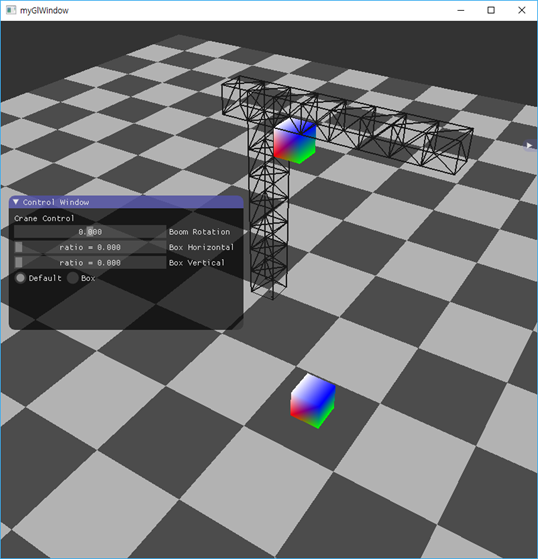 myGlWindow
Control Window
Crane Control
0.000 Boom Rotation
ratio = 0.000 Box Horizontal
ratio = 0.000 Box Vertical
Default Box